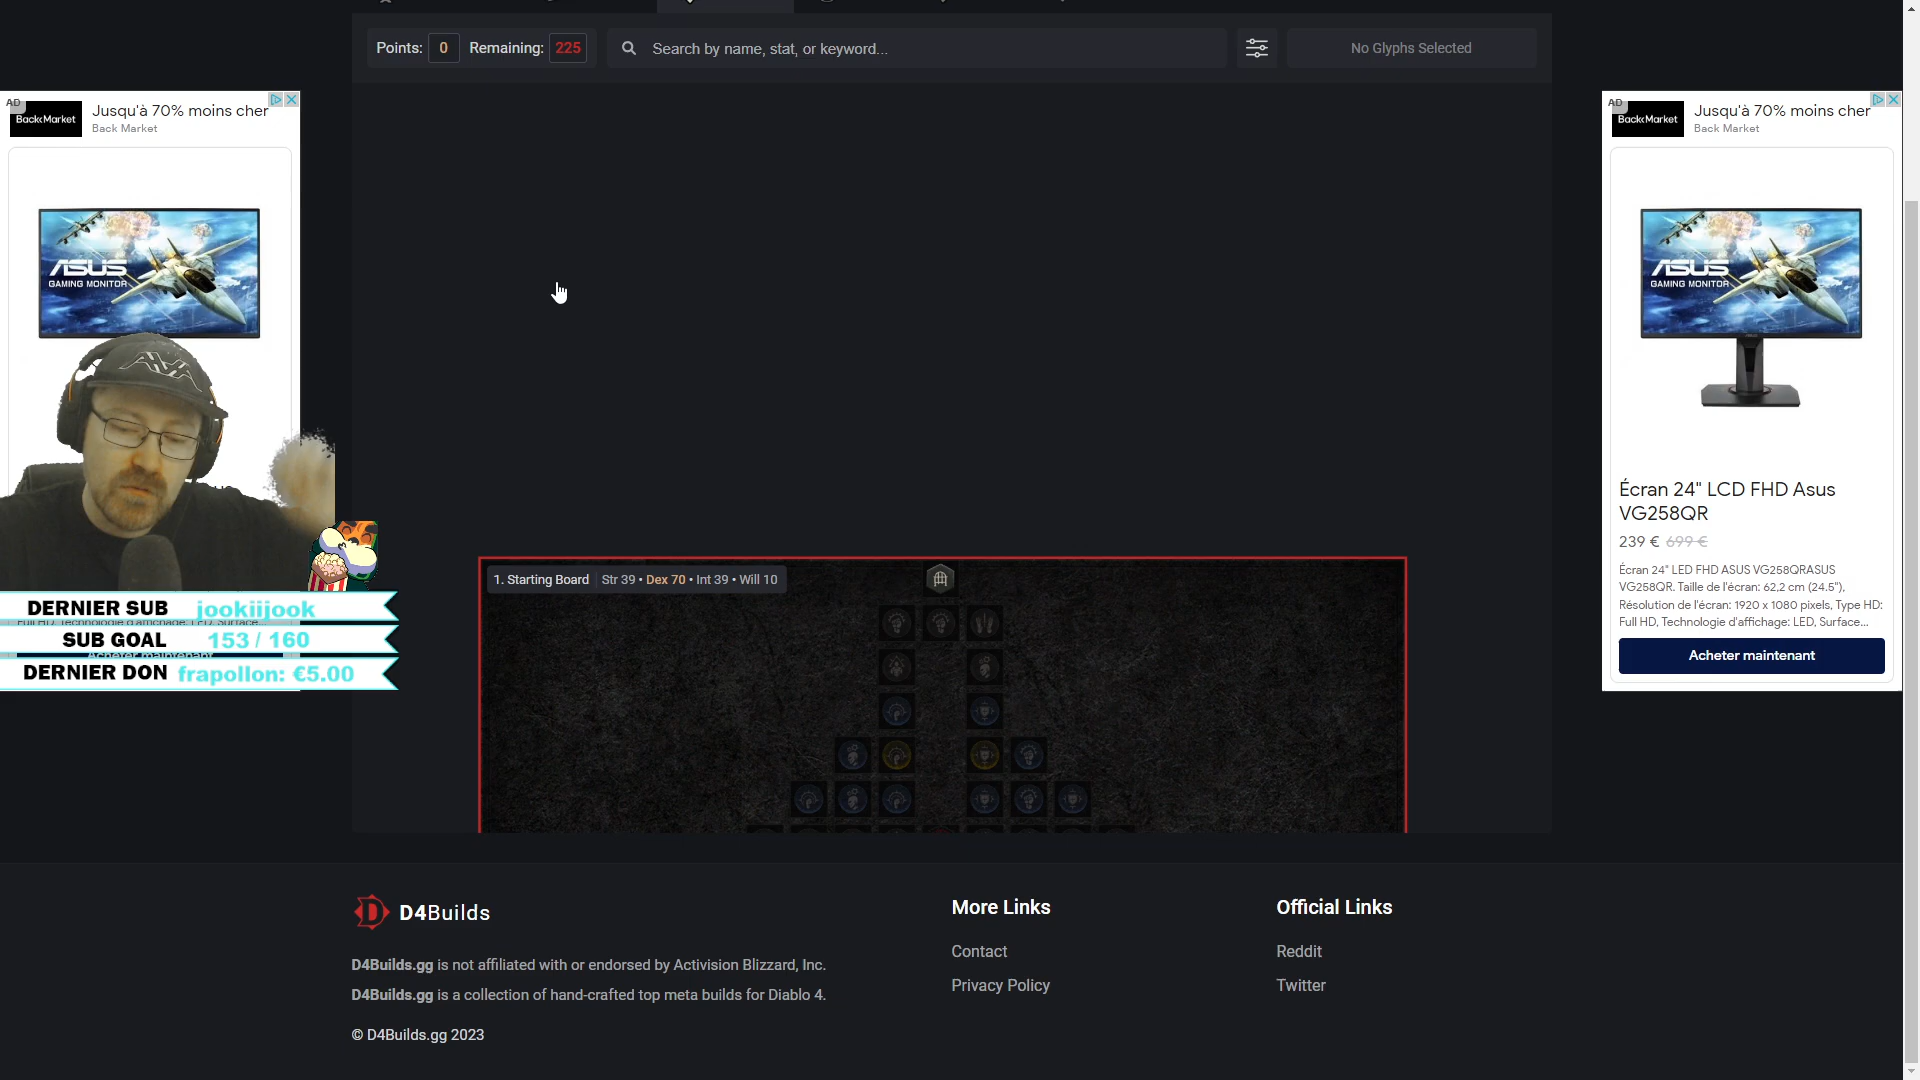 Points: 0 Remaining: 225 Search by name, stat, or keyword... No Glyphs Selected
AD
BackMarket
Jusqu'à 70% moins cher
Back Market
ASUS
GAMING MONITOR
DERNIER SUB jookiijook
SUB GOAL 153 / 160
DERNIER DON frapollon: €5.00
1. Starting Board Str 39 • Dex 70 • Int 39 • Will 10
AD
BackMarket
Jusqu'à 70% moins cher
Back Market
ASUS
GAMING MONITOR
Écran 24" LCD FHD Asus
VG258QR
239 € 699 €
Écran 24" LED FHD ASUS VG258QRASUS
VG258QR. Taille de l'écran: 62,2 cm (24.5"),
Résolution de l'écran: 1920 x 1080 pixels, Type HD:
Full HD, Technologie d'affichage: LED, Surface...
Acheter maintenant
D4Builds
D4Builds.gg is not affiliated with or endorsed by Activision Blizzard, Inc.
D4Builds.gg is a collection of hand-crafted top meta builds for Diablo 4.
© D4Builds.gg 2023
More Links
Contact
Privacy Policy
Official Links
Reddit
Twitter